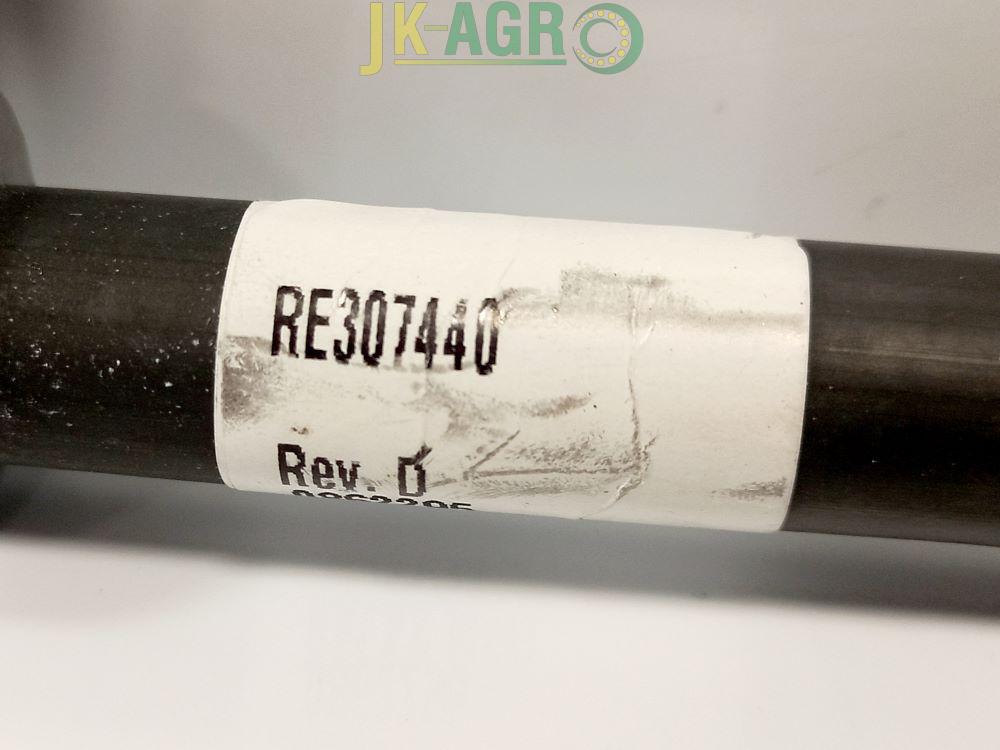 JK-AGRO
RE307440
Rev. D